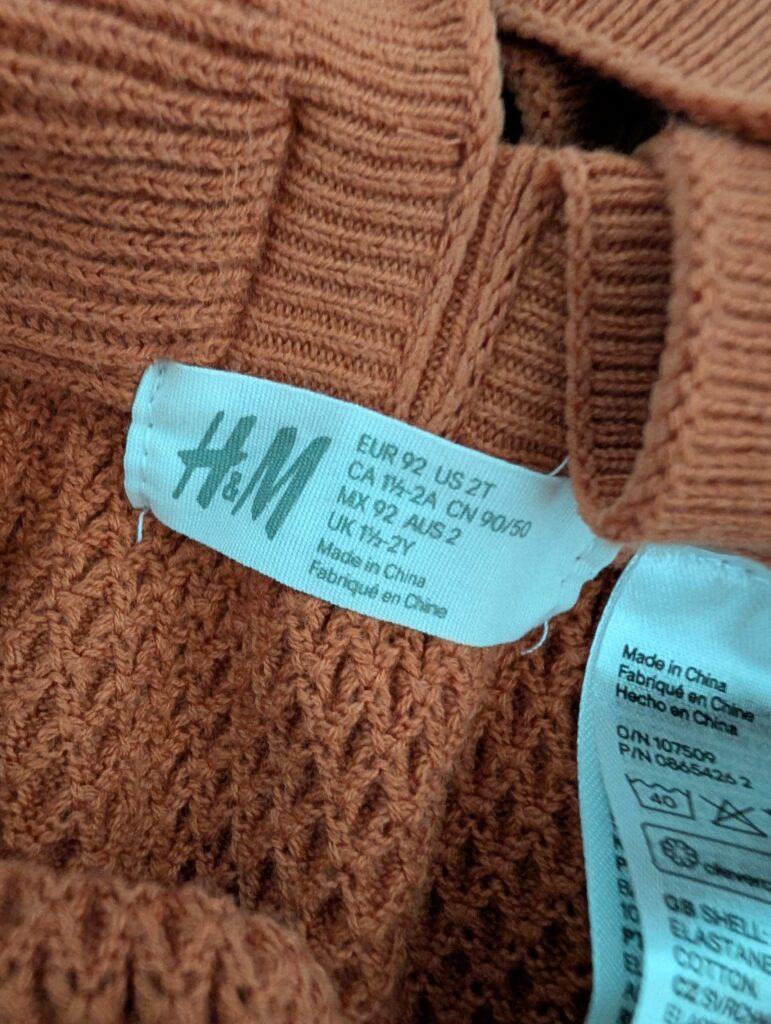 H&M
EUR 92 US 2T
CA 1½-2A CN 90/50
MX 92 AUS 2
UK 1½-2Y
Made in China
Fabriqué en Chine
Made in China
Fabriqué en Chine
Hecho en China
O/N 107509
P/N 0865426 2
40
GB SHELL:
ELASTANE
COTTON.